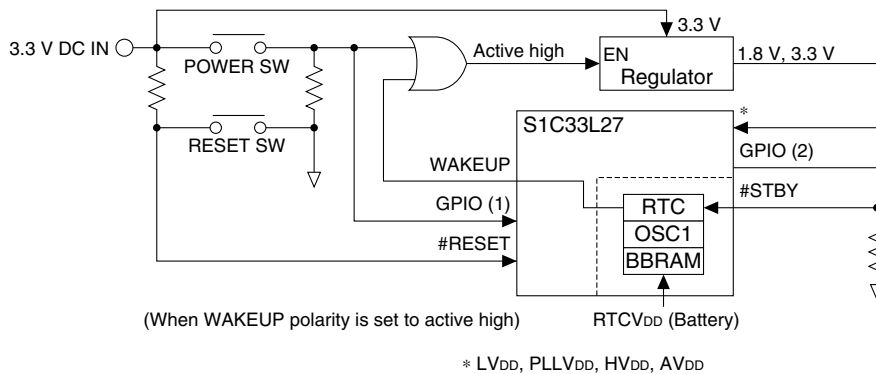 3.3 V
3.3 V DC IN
POWER SW
Active high
EN
Regulator
1.8 V, 3.3 V
RESET SW
S1C33L27
*
GPIO (2)
WAKEUP
#STBY
GPIO (1)
RTC
OSC1
BBRAM
#RESET
(When WAKEUP polarity is set to active high)
RTCVDD (Battery)
* LVDD, PLLVDD, HVDD, AVDD